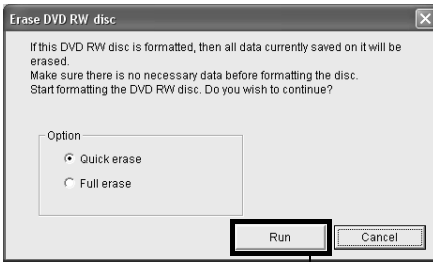 Erase DVD RW disc
If this DVD RW disc is formatted, then all data currently saved on it will be
erased.
Make sure there is no necessary data before formatting the disc.
Start formatting the DVD RW disc. Do you wish to continue?
Option
Quick erase
Full erase
Run
Cancel